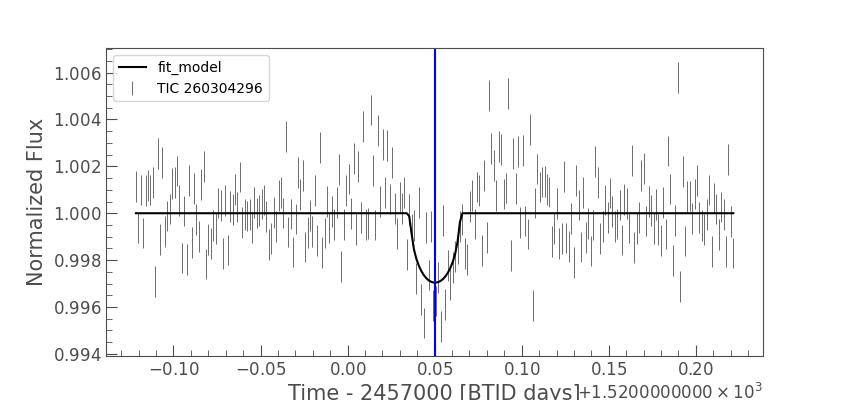 fit_model
TIC 260304296
Normalized Flux
1.006
1.004
1.002
1.000
0.998
0.996
0.994
−0.10
−0.05
0.00
0.05
0.10
0.15
0.20
Time - 2457000 [BTJD days]
+1.5200000000 × 10³